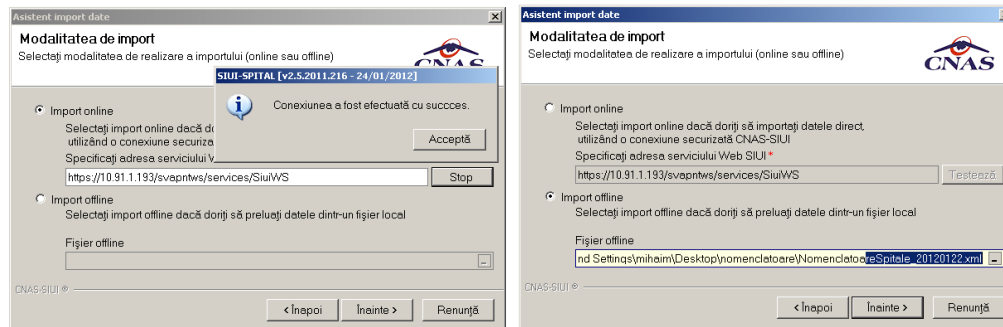 Asistent import date
Modalitatea de import
Selectați modalitatea de realizare a importului (online sau offline)
CNAS
SIUI-SPITAL [v2.5.2011.216 - 24/01/2012]
Conexiunea a fost efectuată cu succces.
Acceptă
Import online
Selectați import online dacă do
utilizând o conexiune securiza
Specificați adresa serviciului
https://10.91.1.193/svapntws/services/SiuiWS
Stop
Import offline
Selectați import offline dacă doriți să preluați datele dintr-un fișier local
Fișier offline
...
CNAS-SIUI ®
< Înapoi
Înainte >
Renunță
Asistent import date
Modalitatea de import
Selectați modalitatea de realizare a importului (online sau offline)
CNAS
Import online
Selectați import online dacă doriți să importați datele direct,
utilizând o conexiune securizată CNAS-SIUI
Specificați adresa serviciului Web SIUI *
https://10.91.1.193/svapntws/services/SiuiWS
Testează
Import offline
Selectați import offline dacă doriți să preluați datele dintr-un fișier local
Fișier offline
nd Settings\mihaim\Desktop\nomenclatoare\NomenclatoareSpitale_20120122.xml
...
CNAS-SIUI ®
< Înapoi
Înainte >
Renunță